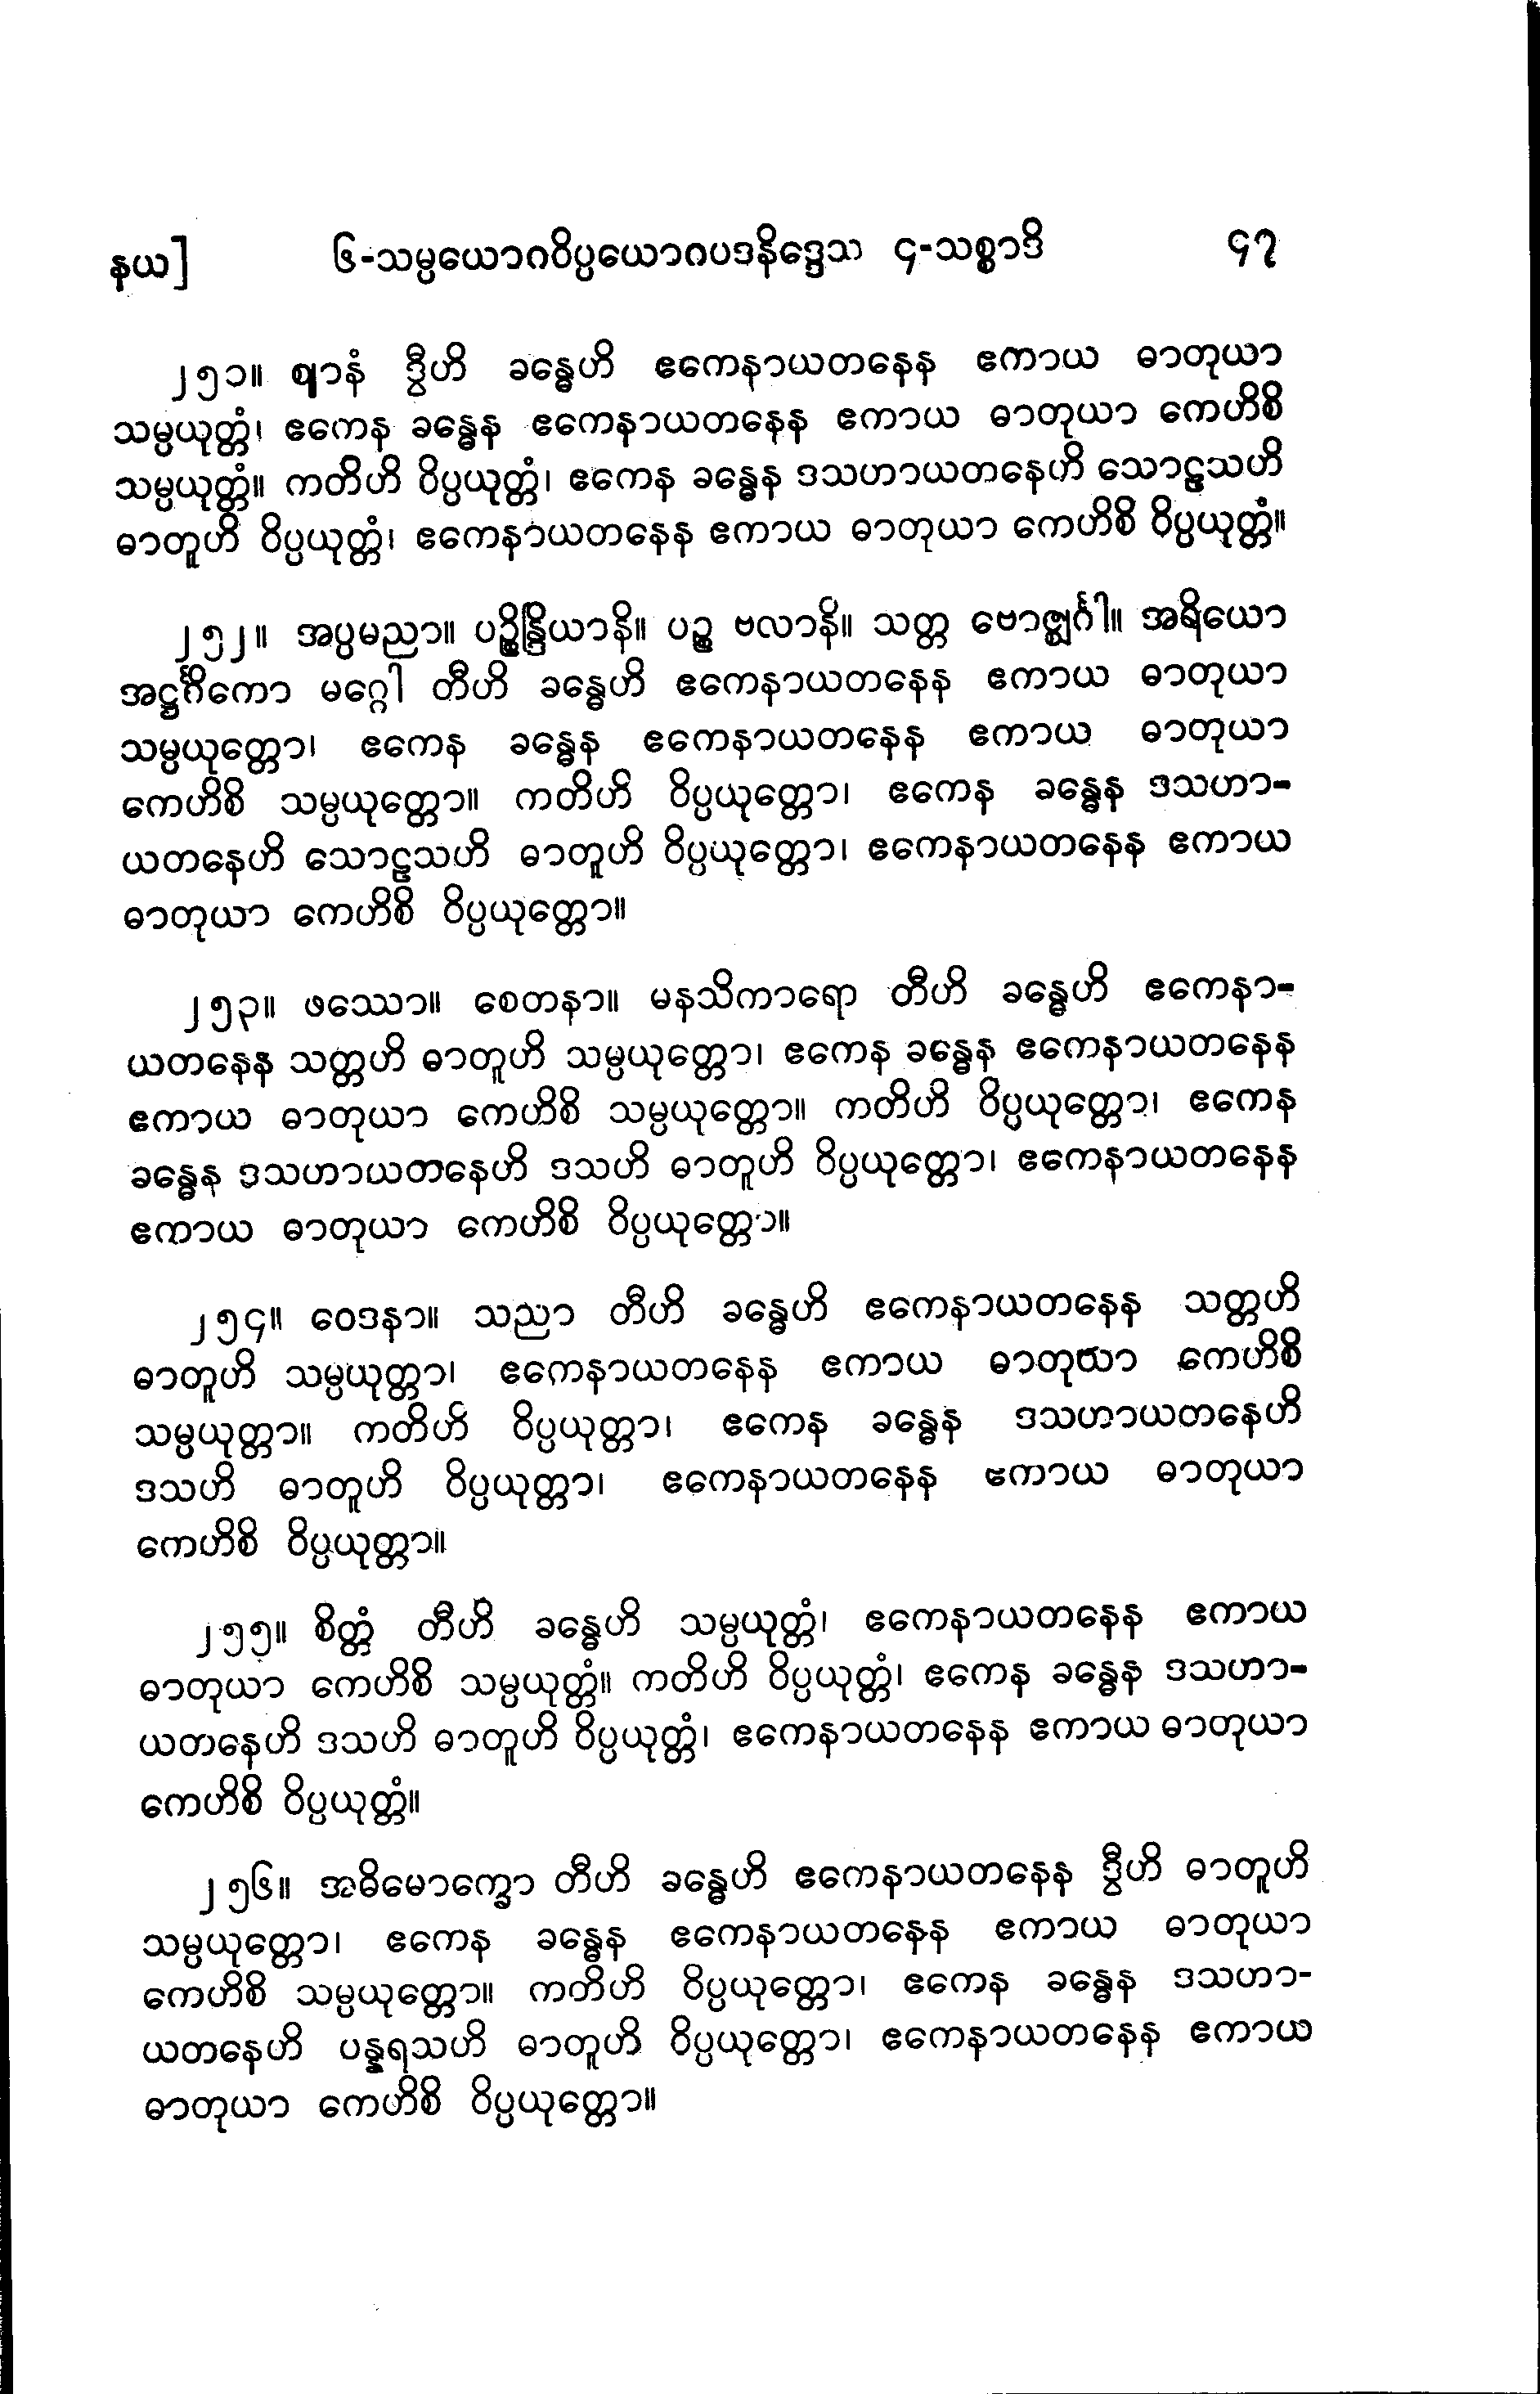 နယ]	၆-သမ္ပယောဂဝိပ္ပယောဂပဒနိဒ္ဒေသ ၄-သစ္စာဒိ	၄၇
၂၅၁။ ဈာနံ ဒွီဟိ ခန္ဓေဟိ ဧကေနာယတနေန ဧကာယ ဓာတုယာ
သမ္ပယုတ္တံ၊ ဧကေန ခန္ဓေန ဧကေနာယတနေန ဧကာယ ဓာတုယာ ကေဟိစိ
သမ္ပယုတ္တံ။ ကတိဟိ ဝိပ္ပယုတ္တံ၊ ဧကေန ခန္ဓေန ဒသဟာယတနေဟိ သောဠသဟိ
ဓာတူဟိ ဝိပ္ပယုတ္တံ၊ ဧကေနာယတနေန ဧကာယ ဓာတုယာ ကေဟိစိ ဝိပ္ပယုတ္တံ။
၂၅၂။ အပ္ပမညာ။ ပဉ္စိန္ဒြိယာနိ။ ပဉ္စ ဗလာနိ။ သတ္တ ဗောဇ္ဈင်္ဂါ။ အရိယော
အဋ္ဌင်္ဂိကော မဂ္ဂေါ တီဟိ ခန္ဓေဟိ ဧကေနာယတနေန ဧကာယ ဓာတုယာ
သမ္ပယုတ္တော၊ ဧကေန ခန္ဓေန ဧကေနာယတနေန ဧကာယ ဓာတုယာ
ကေဟိစိ သမ္ပယုတ္တော။ ကတိဟိ ဝိပ္ပယုတ္တော၊ ဧကေန ခန္ဓေန ဒသဟာ-
ယတနေဟိ သောဠသဟိ ဓာတူဟိ ဝိပ္ပယုတ္တော၊ ဧကေနာယတနေန ဧကာယ
ဓာတုယာ ကေဟိစိ ဝိပ္ပယုတ္တော။
၂၅၃။ ဖဿော။ စေတနာ။ မနသိကာရော တီဟိ ခန္ဓေဟိ ဧကေနာ-
ယတနေန သတ္တဟိ ဓာတူဟိ သမ္ပယုတ္တော၊ ဧကေန ခန္ဓေန ဧကေနာယတနေန
ဧကာယ ဓာတုယာ ကေဟိစိ သမ္ပယုတ္တော။ ကတိဟိ ဝိပ္ပယုတ္တော၊ ဧကေန
ခန္ဓေန ဒသဟာယတနေဟိ ဒသဟိ ဓာတူဟိ ဝိပ္ပယုတ္တော၊ ဧကေနာယတနေန
ဧကာယ ဓာတုယာ ကေဟိစိ ဝိပ္ပယုတ္တော။
၂၅၄။ ဝေဒနာ။ သညာ တီဟိ ခန္ဓေဟိ ဧကေနာယတနေန သတ္တဟိ
ဓာတူဟိ သမ္ပယုတ္တာ၊ ဧကေနာယတနေန ဧကာယ ဓာတုယာ ကေဟိစိ
သမ္ပယုတ္တာ။ ကတိဟိ ဝိပ္ပယုတ္တာ၊ ဧကေန ခန္ဓေန ဒသဟာယတနေဟိ
ဒသဟိ ဓာတူဟိ ဝိပ္ပယုတ္တာ၊ ဧကေနာယတနေန ဧကာယ ဓာတုယာ
ကေဟိစိ ဝိပ္ပယုတ္တာ။
၂၅၅။ စိတ္တံ တီဟိ ခန္ဓေဟိ သမ္ပယုတ္တံ၊ ဧကေနာယတနေန ဧကာယ
ဓာတုယာ ကေဟိစိ သမ္ပယုတ္တံ။ ကတိဟိ ဝိပ္ပယုတ္တံ၊ ဧကေန ခန္ဓေန ဒသဟာ-
ယတနေဟိ ဒသဟိ ဓာတူဟိ ဝိပ္ပယုတ္တံ၊ ဧကေနာယတနေန ဧကာယ ဓာတုယာ
ကေဟိစိ ဝိပ္ပယုတ္တံ။
၂၅၆။ အဓိမောက္ခော တီဟိ ခန္ဓေဟိ ဧကေနာယတနေန ဒွီဟိ ဓာတူဟိ
သမ္ပယုတ္တော၊ ဧကေန ခန္ဓေန ဧကေနာယတနေန ဧကာယ ဓာတုယာ
ကေဟိစိ သမ္ပယုတ္တော။ ကတိဟိ ဝိပ္ပယုတ္တော၊ ဧကေန ခန္ဓေန ဒသဟာ-
ယတနေဟိ ပန္နရသဟိ ဓာတူဟိ ဝိပ္ပယုတ္တော၊ ဧကေနာယတနေန ဧကာယ
ဓာတုယာ ကေဟိစိ ဝိပ္ပယုတ္တော။